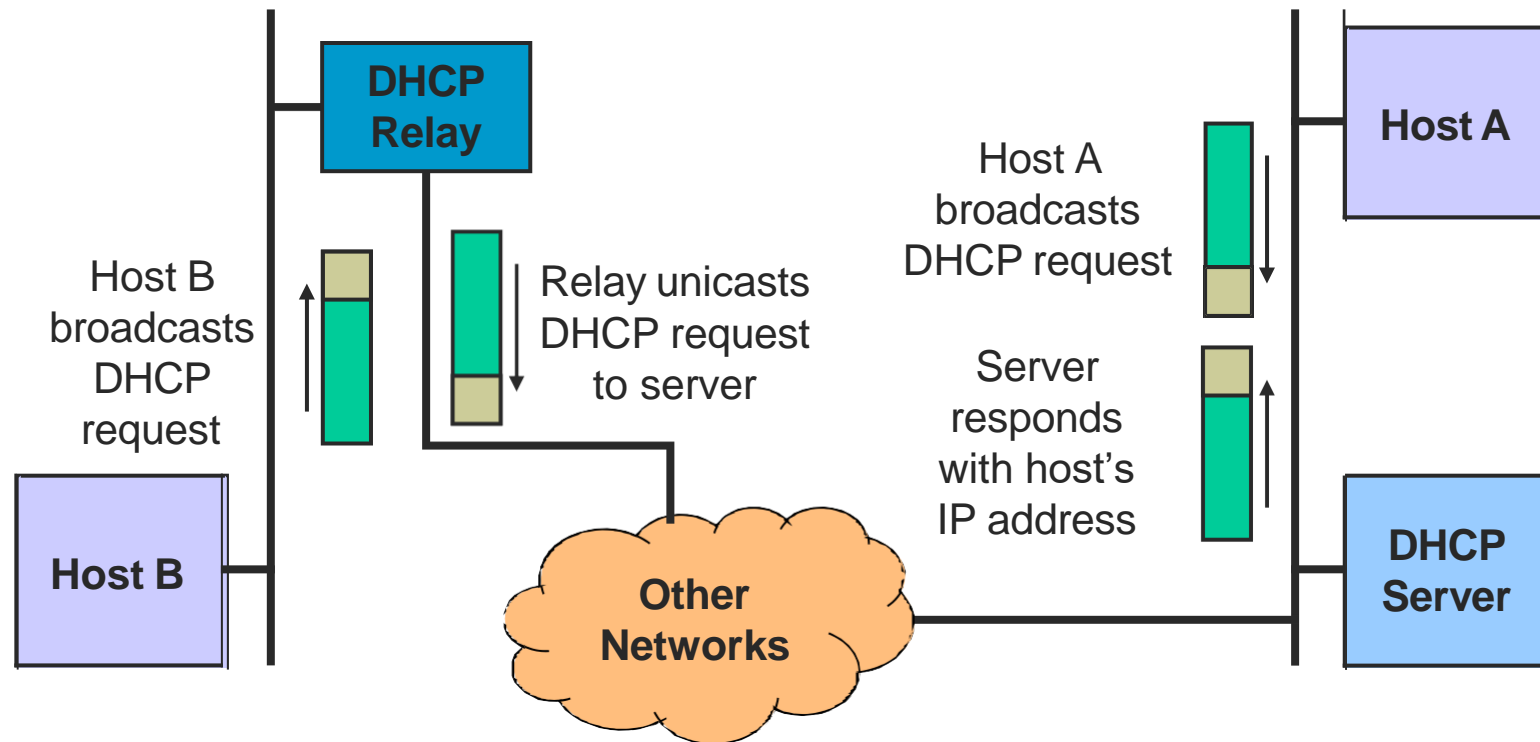 DHCP
Relay
Host A
Host A
broadcasts
DHCP request
Host B
broadcasts
DHCP
request
Relay unicasts
DHCP request
to server
Server
responds
with host's
IP address
Host B
Other
Networks
DHCP
Server